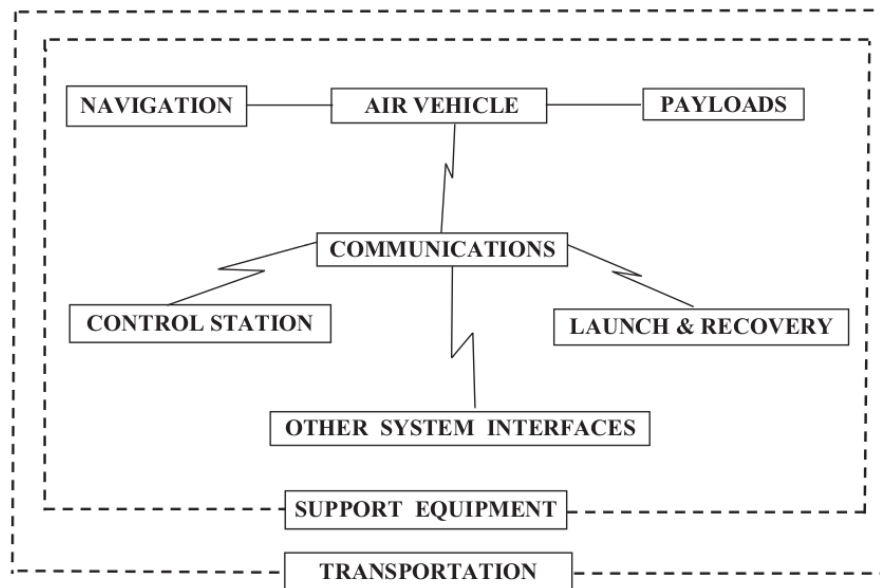 NAVIGATION
AIR VEHICLE
PAYLOADS
COMMUNICATIONS
CONTROL STATION
LAUNCH & RECOVERY
OTHER SYSTEM INTERFACES
SUPPORT EQUIPMENT
TRANSPORTATION